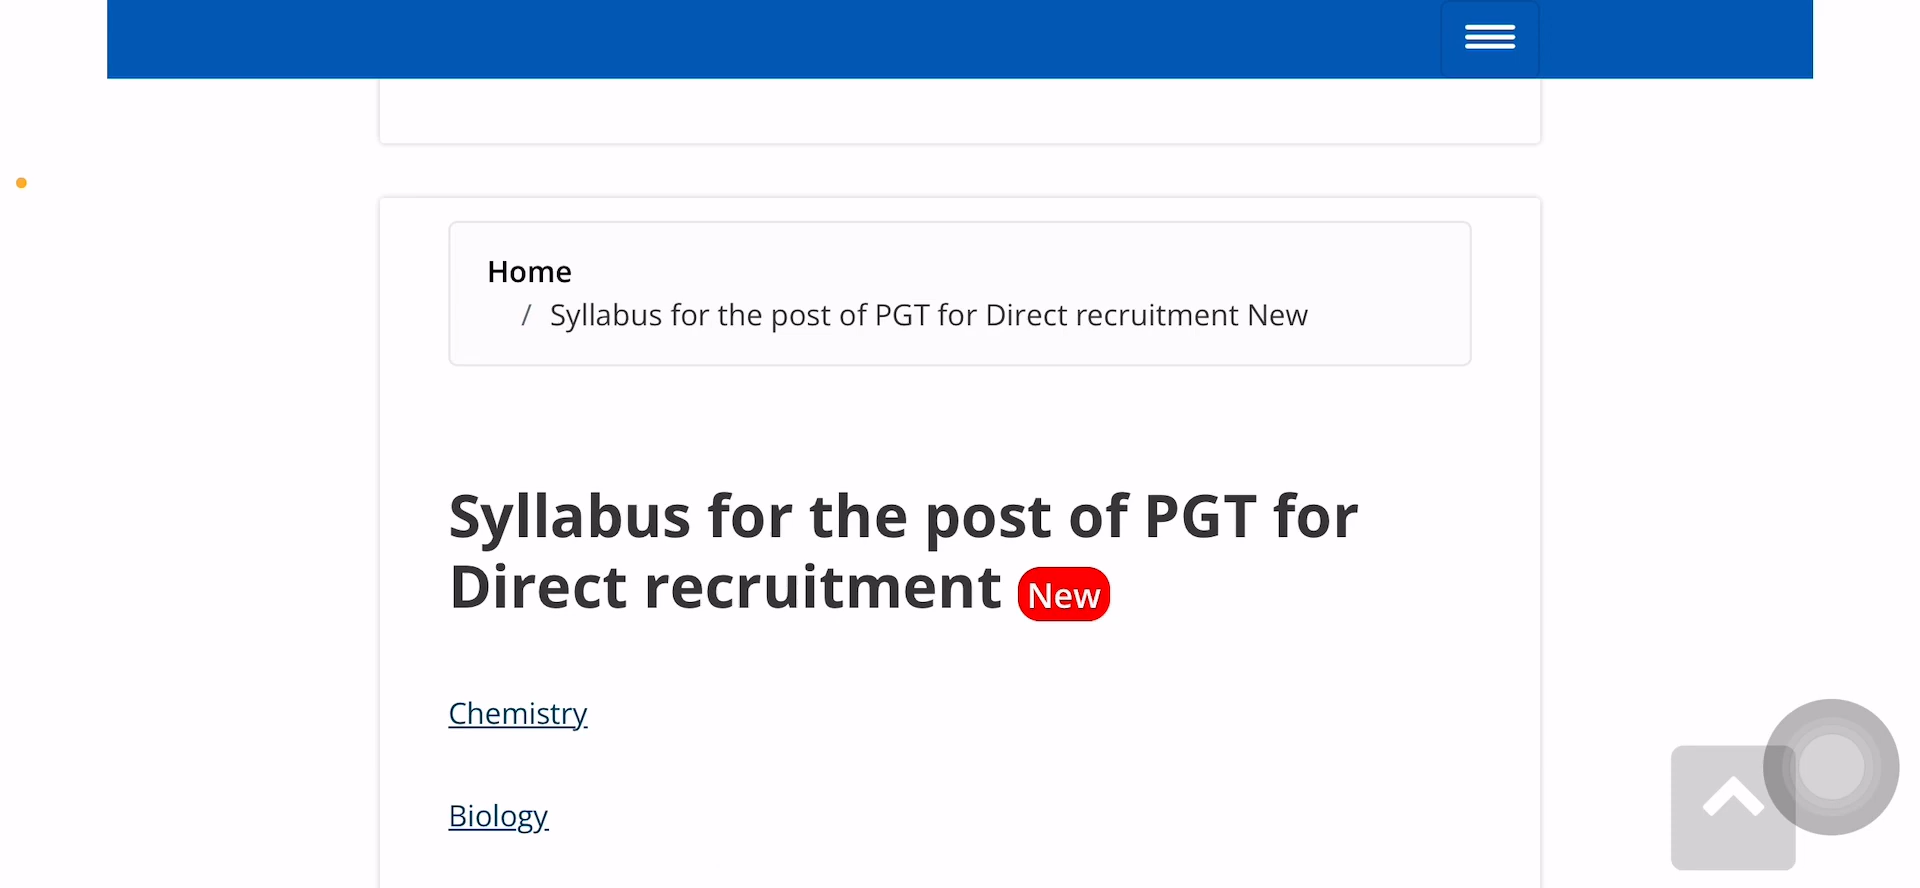 Home
/ Syllabus for the post of PGT for Direct recruitment New
Syllabus for the post of PGT for
Direct recruitment New
Chemistry
Biology